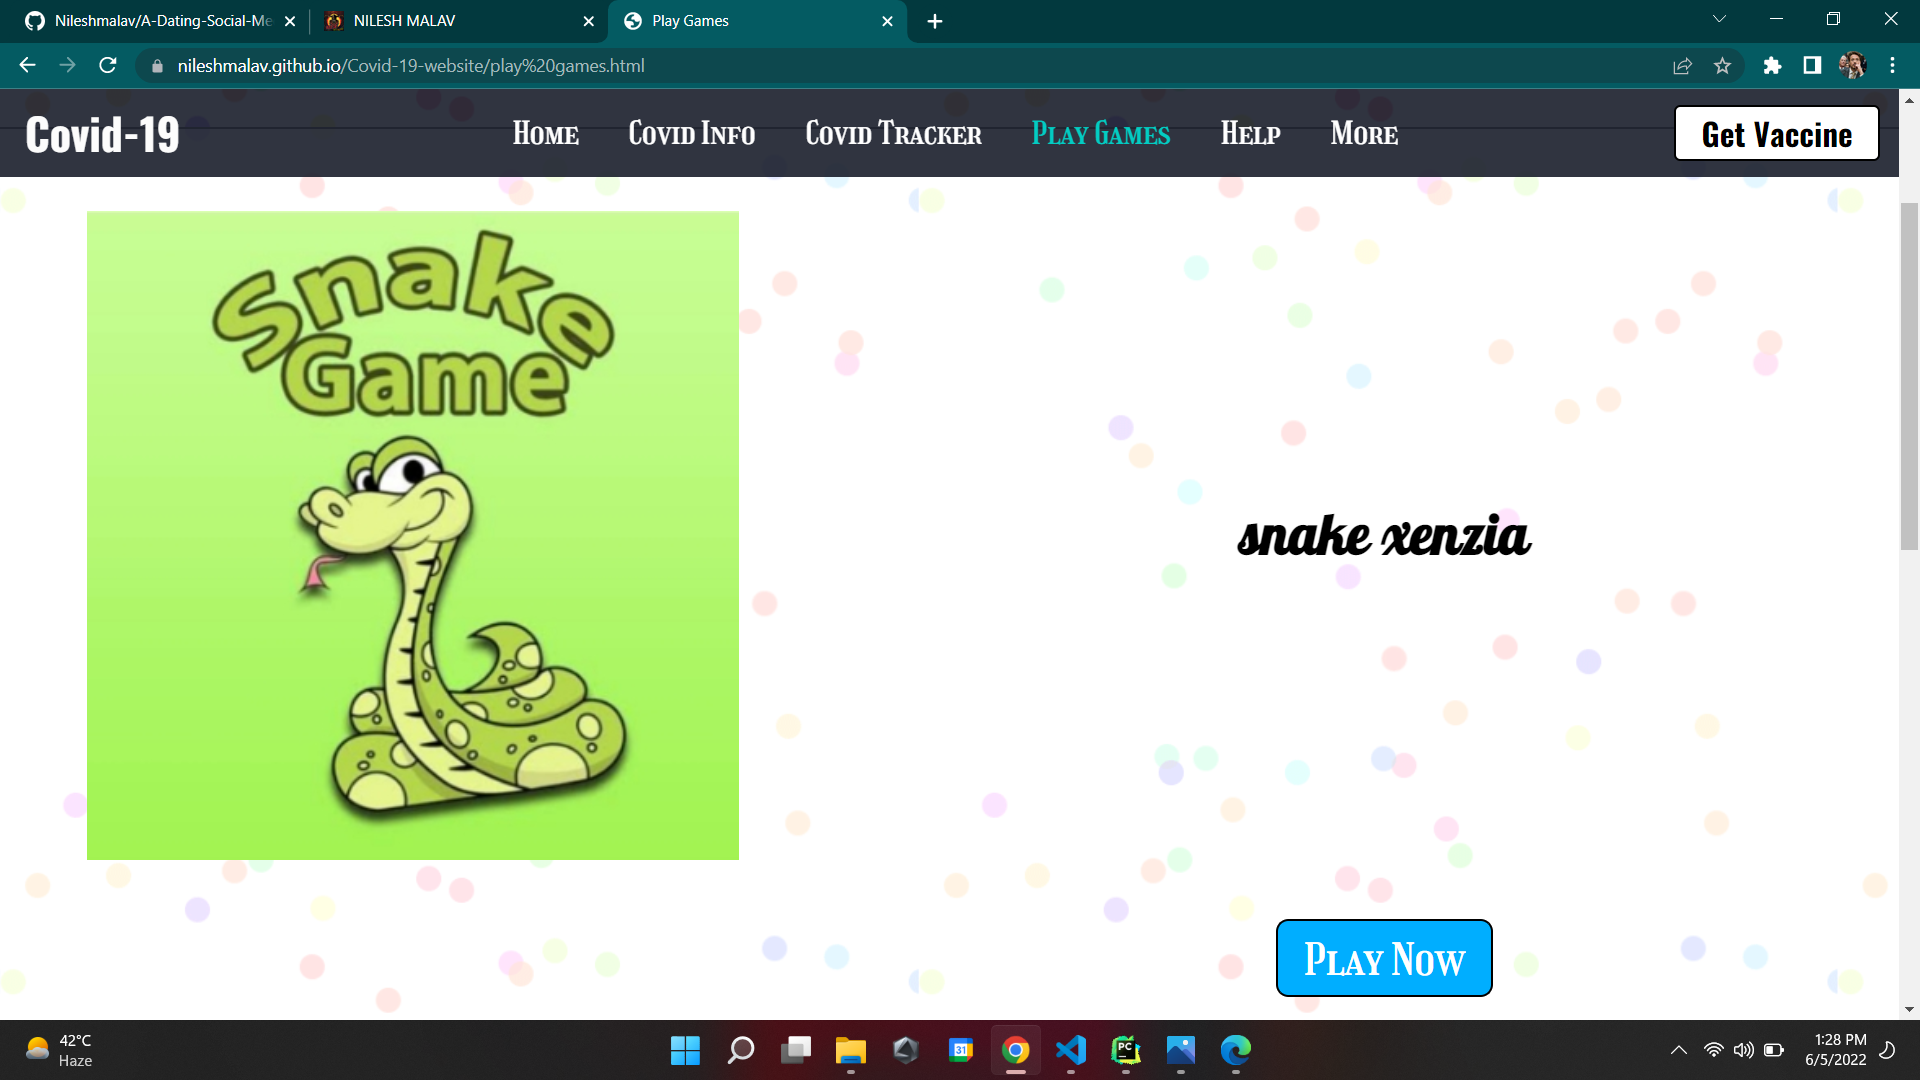 Nileshmalav/A-Dating-Social-Me
NILESH MALAV
Play Games
nileshmalav.github.io/Covid-19-website/play%20games.html
Covid-19
Home
Covid Info
Covid Tracker
Play Games
Help
More
Get Vaccine
Snake
Game
snake xenzia
Play Now
42°C
Haze
31
PC
1:28 PM
6/5/2022